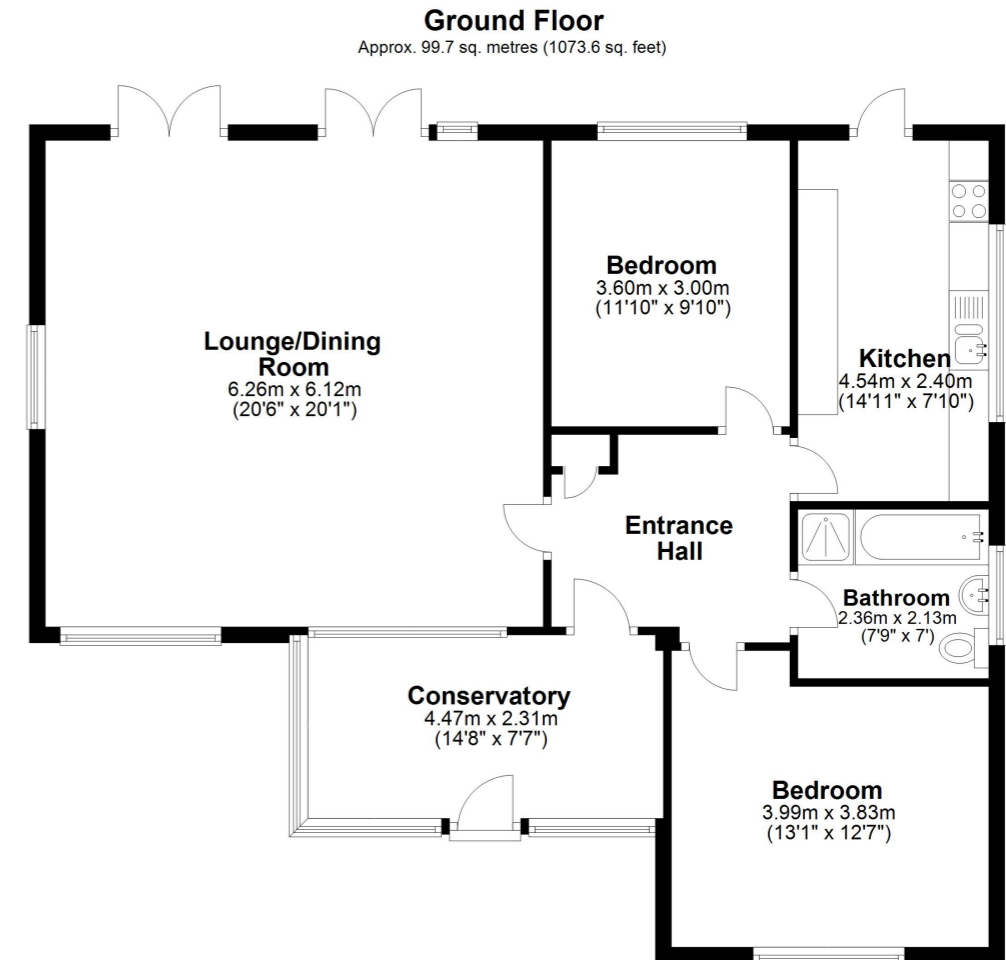 Ground Floor
Approx. 99.7 sq. metres (1073.6 sq. feet)
Lounge/Dining
Room
6.26m x 6.12m
(20'6" x 20'1")
Bedroom
3.60m x 3.00m
(11'10" x 9'10")
Kitchen
4.54m x 2.40m
(14'11" x 7'10")
Entrance
Hall
Bathroom
2.36m x 2.13m
(7'9" x 7')
Conservatory
4.47m x 2.31m
(14'8" x 7'7")
Bedroom
3.99m x 3.83m
(13'1" x 12'7")